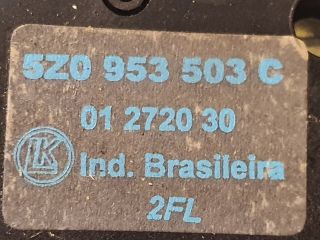 5Z0 953 503 C
01 2720 30
LK Ind. Brasileira
2FL